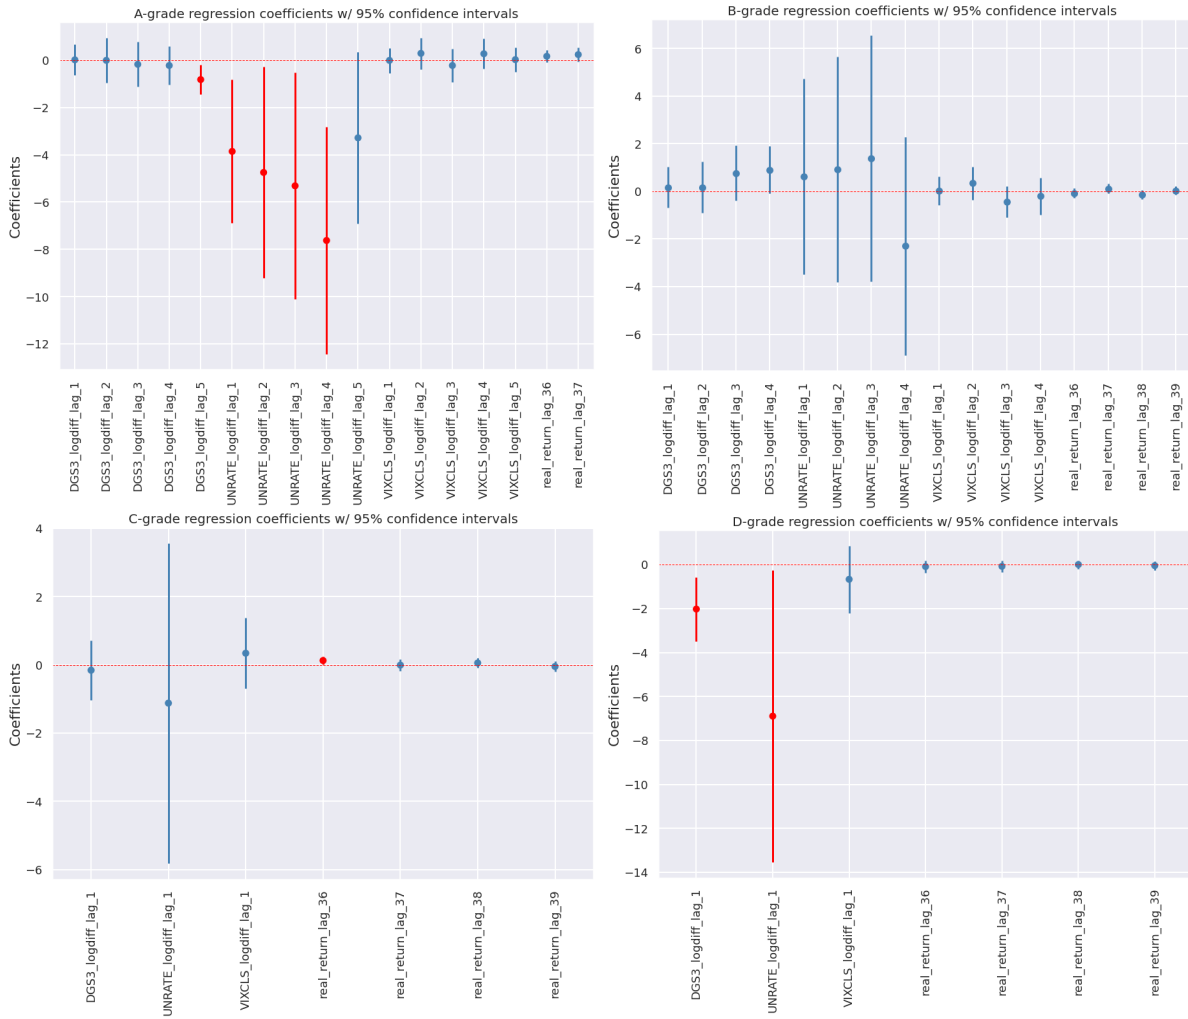 A-grade regression coefficients w/ 95% confidence intervals
Coefficients
0
−2
−4
−6
−8
−10
−12
DGS3_logdiff_lag_1
DGS3_logdiff_lag_2
DGS3_logdiff_lag_3
DGS3_logdiff_lag_4
DGS3_logdiff_lag_5
UNRATE_logdiff_lag_1
UNRATE_logdiff_lag_2
UNRATE_logdiff_lag_3
UNRATE_logdiff_lag_4
UNRATE_logdiff_lag_5
VIXCLS_logdiff_lag_1
VIXCLS_logdiff_lag_2
VIXCLS_logdiff_lag_3
VIXCLS_logdiff_lag_4
VIXCLS_logdiff_lag_5
real_return_lag_36
real_return_lag_37
B-grade regression coefficients w/ 95% confidence intervals
Coefficients
6
4
2
0
−2
−4
−6
DGS3_logdiff_lag_1
DGS3_logdiff_lag_2
DGS3_logdiff_lag_3
DGS3_logdiff_lag_4
UNRATE_logdiff_lag_1
UNRATE_logdiff_lag_2
UNRATE_logdiff_lag_3
UNRATE_logdiff_lag_4
VIXCLS_logdiff_lag_1
VIXCLS_logdiff_lag_2
VIXCLS_logdiff_lag_3
VIXCLS_logdiff_lag_4
real_return_lag_36
real_return_lag_37
real_return_lag_38
real_return_lag_39
C-grade regression coefficients w/ 95% confidence intervals
Coefficients
4
2
0
−2
−4
−6
DGS3_logdiff_lag_1
UNRATE_logdiff_lag_1
VIXCLS_logdiff_lag_1
real_return_lag_36
real_return_lag_37
real_return_lag_38
real_return_lag_39
D-grade regression coefficients w/ 95% confidence intervals
Coefficients
0
−2
−4
−6
−8
−10
−12
−14
DGS3_logdiff_lag_1
UNRATE_logdiff_lag_1
VIXCLS_logdiff_lag_1
real_return_lag_36
real_return_lag_37
real_return_lag_38
real_return_lag_39